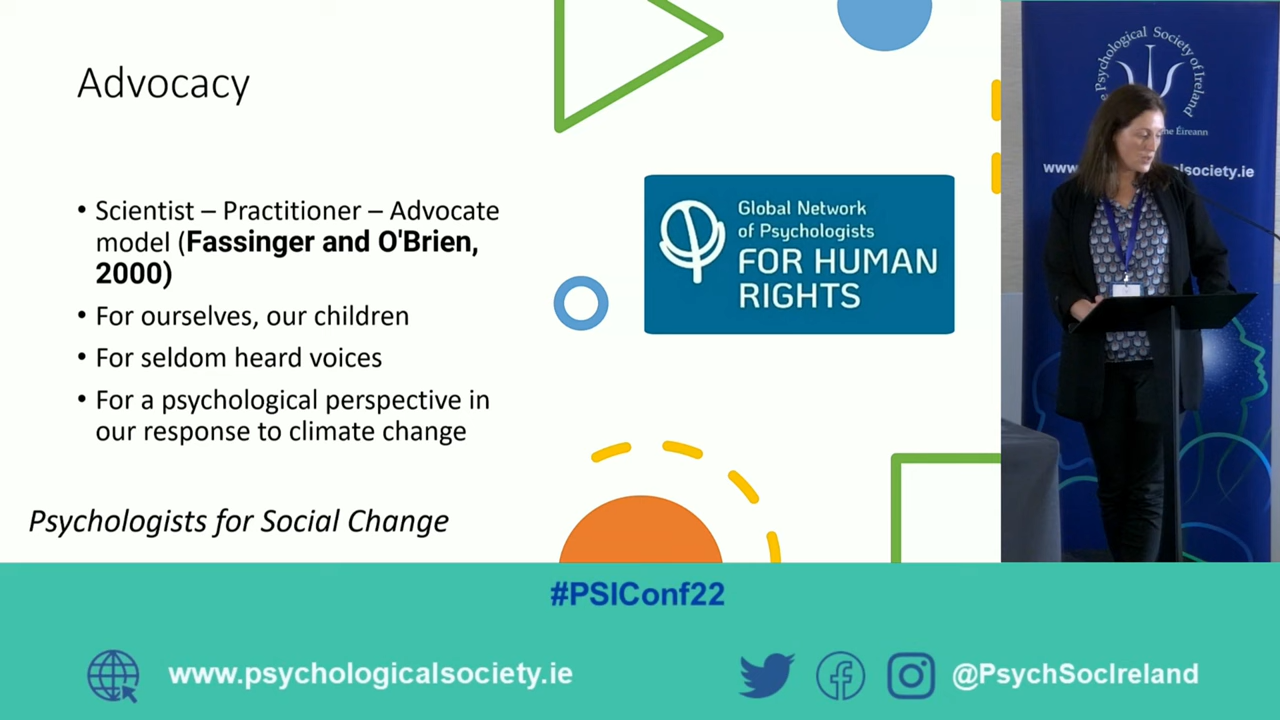 Advocacy
• Scientist – Practitioner – Advocate
model (Fassinger and O'Brien,
2000)
• For ourselves, our children
• For seldom heard voices
• For a psychological perspective in
our response to climate change
Psychologists for Social Change
Global Network
of Psychologists
FOR HUMAN
RIGHTS
Psychological Society of Ireland
Éireann
www.
society.ie
#PSIConf22
www.psychologicalsociety.ie
@PsychSocIreland